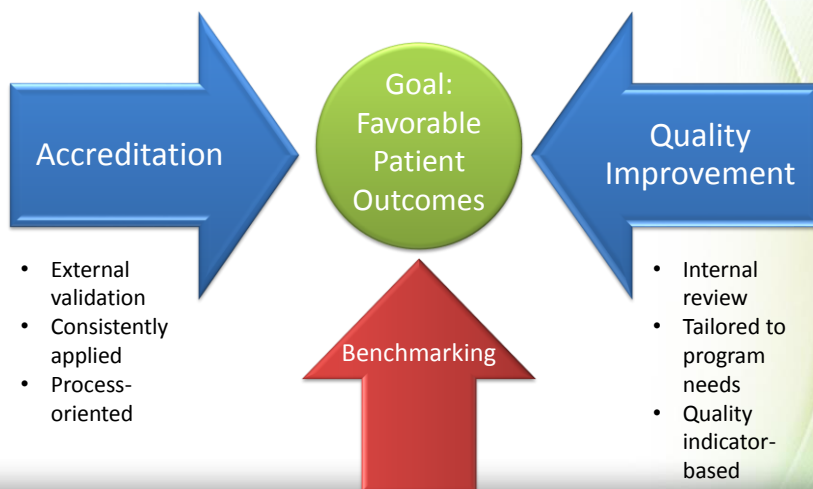 Goal:
Favorable
Patient
Outcomes
Accreditation
Quality
Improvement
• External
validation
• Consistently
applied
• Process-
oriented
Benchmarking
• Internal
review
• Tailored to
program
needs
• Quality
indicator-
based